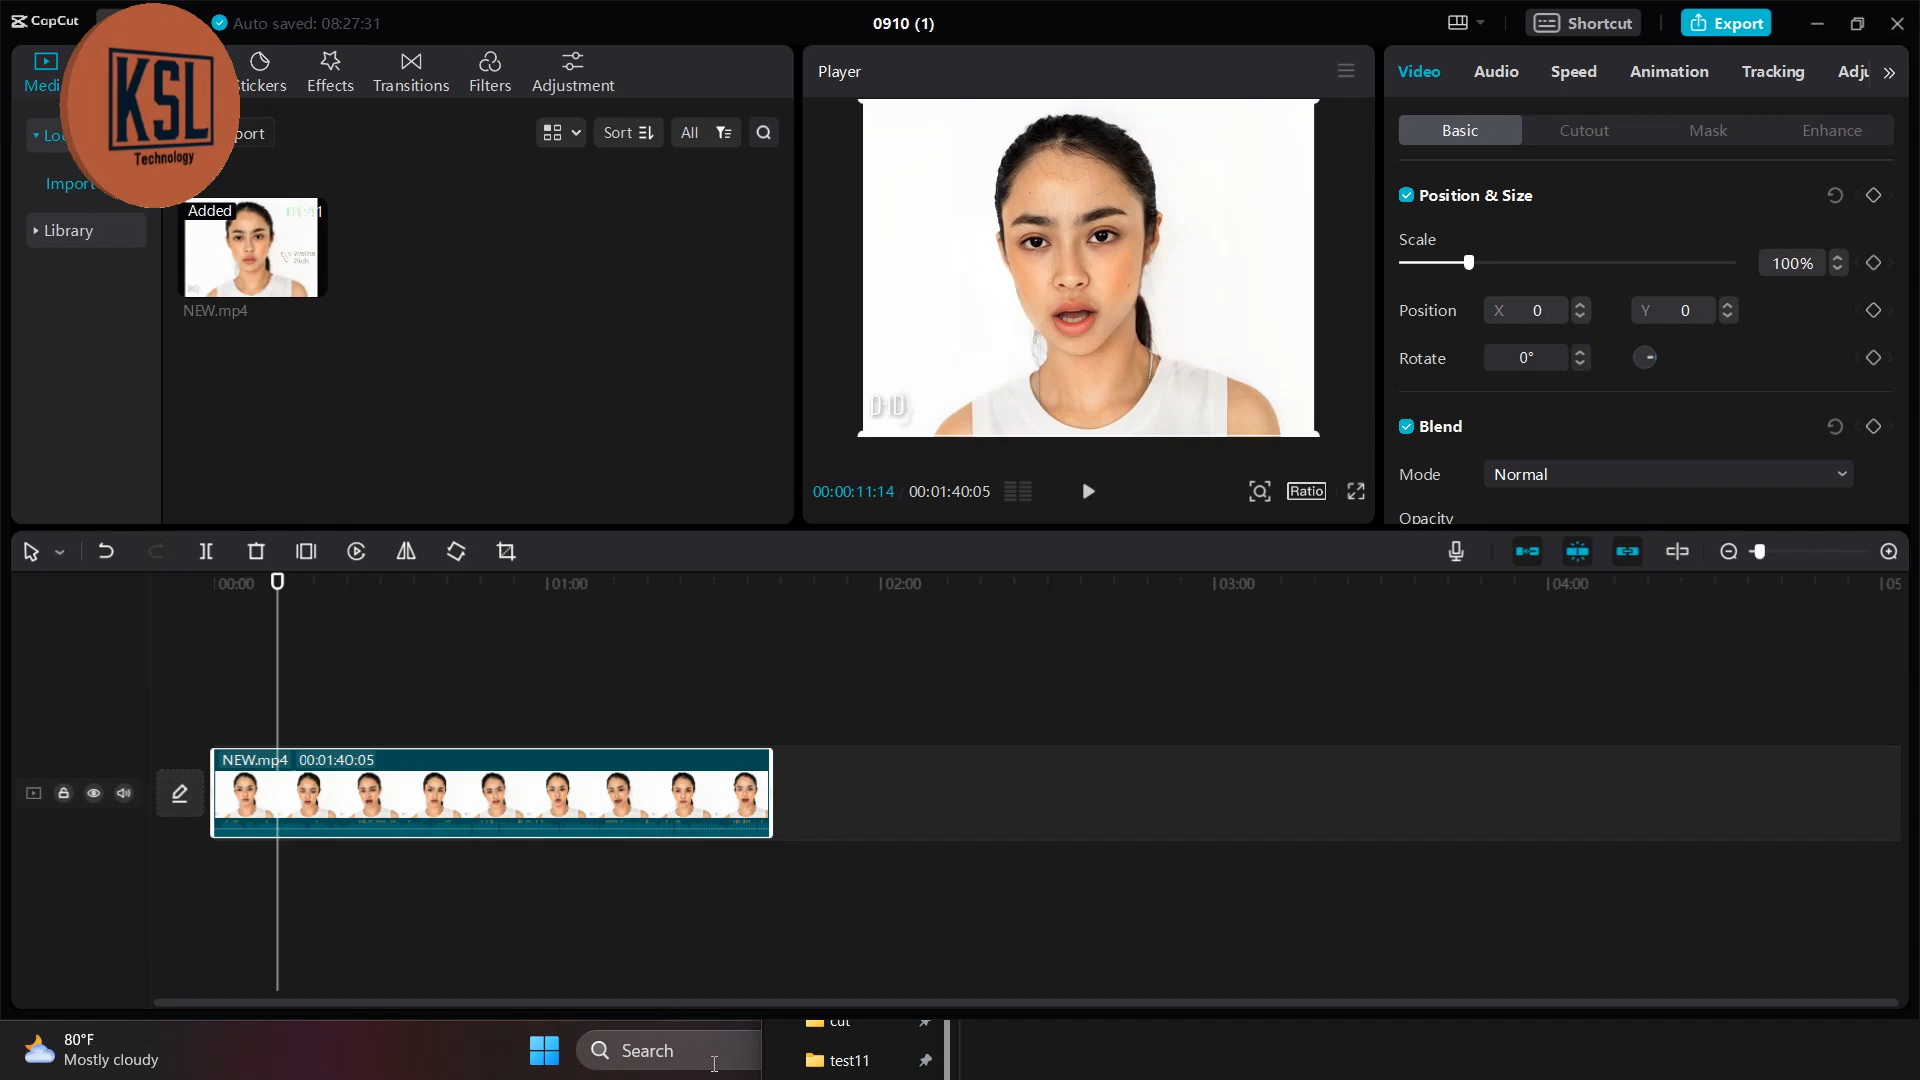 CapCut
Auto saved: 08:27:31
0910 (1)
Shortcut
Export
KSL
Technology
Stickers
Effects
Transitions
Filters
Adjustment
Import
Library
Sort
All
Added
NEW.mp4
Player
D-ID
00:00:11:14
00:01:40:05
Ratio
Video
Audio
Speed
Animation
Tracking
Basic
Cutout
Mask
Enhance
Position & Size
Scale
100%
Position
X 0
Y 0
Rotate
0°
Blend
Mode
Normal
Opacity
00:00
01:00
02:00
03:00
04:00
05
NEW.mp4 00:01:40:05
80°F
Mostly cloudy
Search
cut
test11